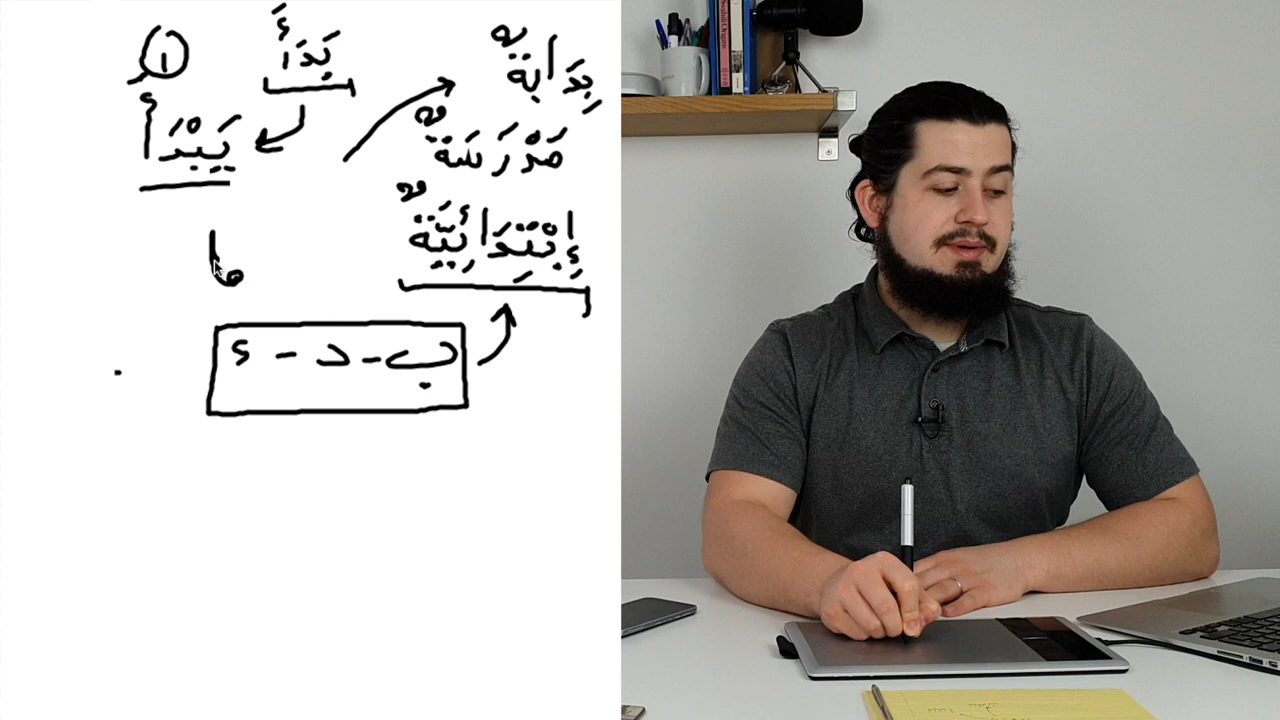 ١
بَدَأَ
يَبْدَأُ
بِدَايَةٌ
مَدْرَسَةٌ
إِبْتِدَائِيَّةٌ
ب - د - ء